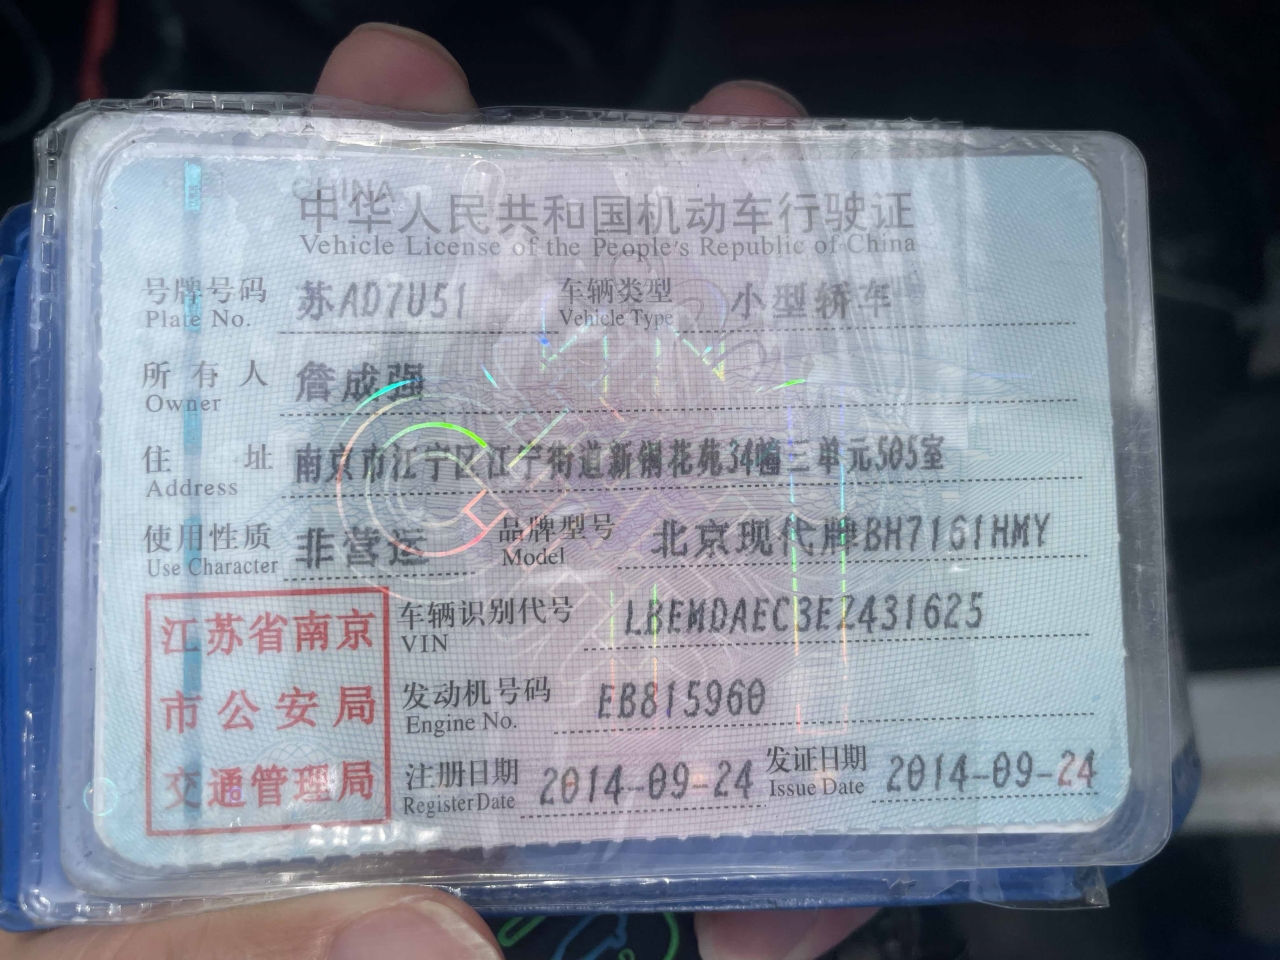 CHINA
中华人民共和国机动车行驶证
Vehicle License of the People's Republic of China
号牌号码 苏AD7U51 车辆类型 小型轿车
Plate No. Vehicle Type
所有人 詹成强
Owner
住址 南京市江宁区江宁街道新铜花苑34幢三单元505室
Address
使用性质 非营运 品牌型号 北京现代牌BH7161HMY
Use Character Model
车辆识别代号 LBEMDAEC3EZ431625
VIN
发动机号码 EB815960
Engine No.
注册日期 2014-09-24 发证日期 2014-09-24
Register Date Issue Date
江苏省南京
市公安局
交通管理局